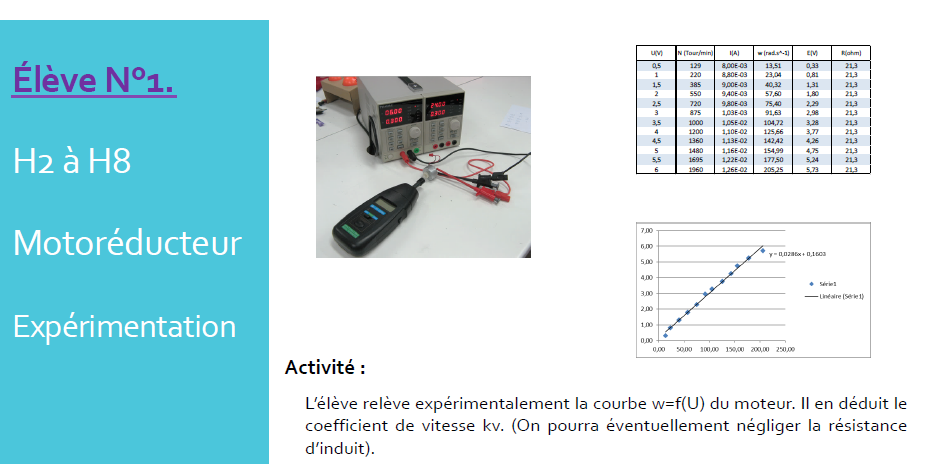 Élève N°1.
H2 à H8
Motoréducteur
Expérimentation
U(V) N (Tour/min) I(A) w (rad.s^-1) E(V) R(ohm)
0,5 129 8,00E-03 13,51 0,33 21,3
1 220 8,80E-03 23,04 0,81 21,3
1,5 385 9,00E-03 40,32 1,31 21,3
2 550 9,40E-03 57,60 1,80 21,3
2,5 720 9,80E-03 75,40 2,29 21,3
3 875 1,03E-03 91,63 2,98 21,3
3,5 1000 1,05E-02 104,72 3,28 21,3
4 1200 1,10E-02 125,66 3,77 21,3
4,5 1360 1,13E-02 142,42 4,26 21,3
5 1480 1,16E-02 154,99 4,75 21,3
5,5 1695 1,22E-02 177,50 5,24 21,3
6 1960 1,26E-02 205,25 5,73 21,3
7,00
6,00
5,00
4,00
3,00
2,00
1,00
0,00
0,00 50,00 100,00 150,00 200,00 250,00
y = 0,0286x + 0,1603
Série1
Linéaire (Série1)
Activité :
L'élève relève expérimentalement la courbe w=f(U) du moteur. Il en déduit le
coefficient de vitesse kv. (On pourra éventuellement négliger la résistance
d'induit).